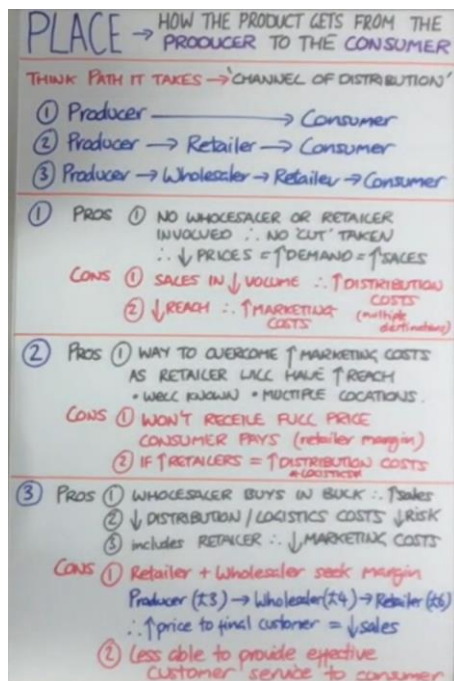 PLACE → HOW THE PRODUCT GETS FROM THE
PRODUCER TO THE CONSUMER
THINK PATH IT TAKES → 'CHANNEL OF DISTRIBUTION'
① Producer → Consumer
② Producer → Retailer → Consumer
③ Producer → Wholesaler → Retailer → Consumer
① PROS ① NO WHOLESALER OR RETAILER
INVOLVED ∴ NO 'CUT' TAKEN
∴ ↓ PRICES = ↑ DEMAND = ↑ SALES
CONS ① SALES IN ↓ VOLUME ∴ ↑ DISTRIBUTION
COSTS
② ↓ REACH ∴ ↑ MARKETING (multiple
COSTS destinations)
② PROS ① WAY TO OVERCOME ↑ MARKETING COSTS
AS RETAILER WILL HAVE ↑ REACH
• WELL KNOWN • MULTIPLE LOCATIONS.
CONS ① WON'T RECEIVE FULL PRICE
CONSUMER PAYS (retailer margin)
② IF ↑ RETAILERS = ↑ DISTRIBUTION COSTS
+ LOGISTICS
③ PROS ① WHOLESALER BUYS IN BULK ∴ ↑ sales
② ↓ DISTRIBUTION / LOGISTICS COSTS ↓ RISK
③ includes RETAILER ∴ ↓ MARKETING COSTS
CONS ① Retailer + Wholesaler seek margin
Producer (£3) → Wholesaler (£4) → Retailer (£6)
∴ ↑ price to final customer = ↓ sales
② Less able to provide effective
customer service to consumer